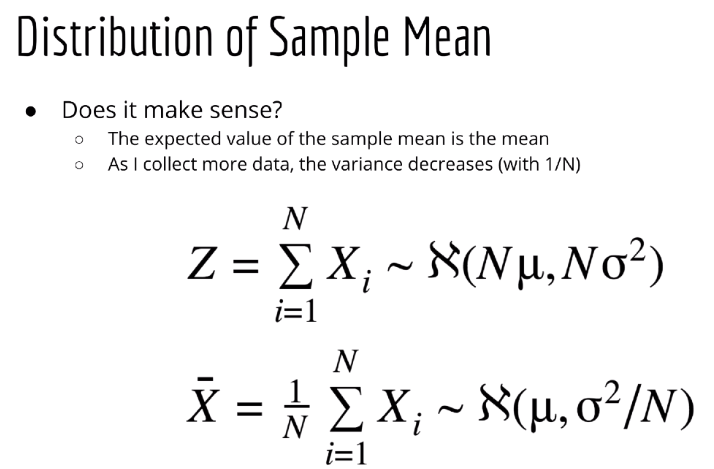 Distribution of Sample Mean
● Does it make sense?
○ The expected value of the sample mean is the mean
○ As I collect more data, the variance decreases (with 1/N)
Z = ∑_{i=1}^{N} X_i ~ ℵ(Nμ, Nσ²)
X̄ = 1/N ∑_{i=1}^{N} X_i ~ ℵ(μ, σ²/N)